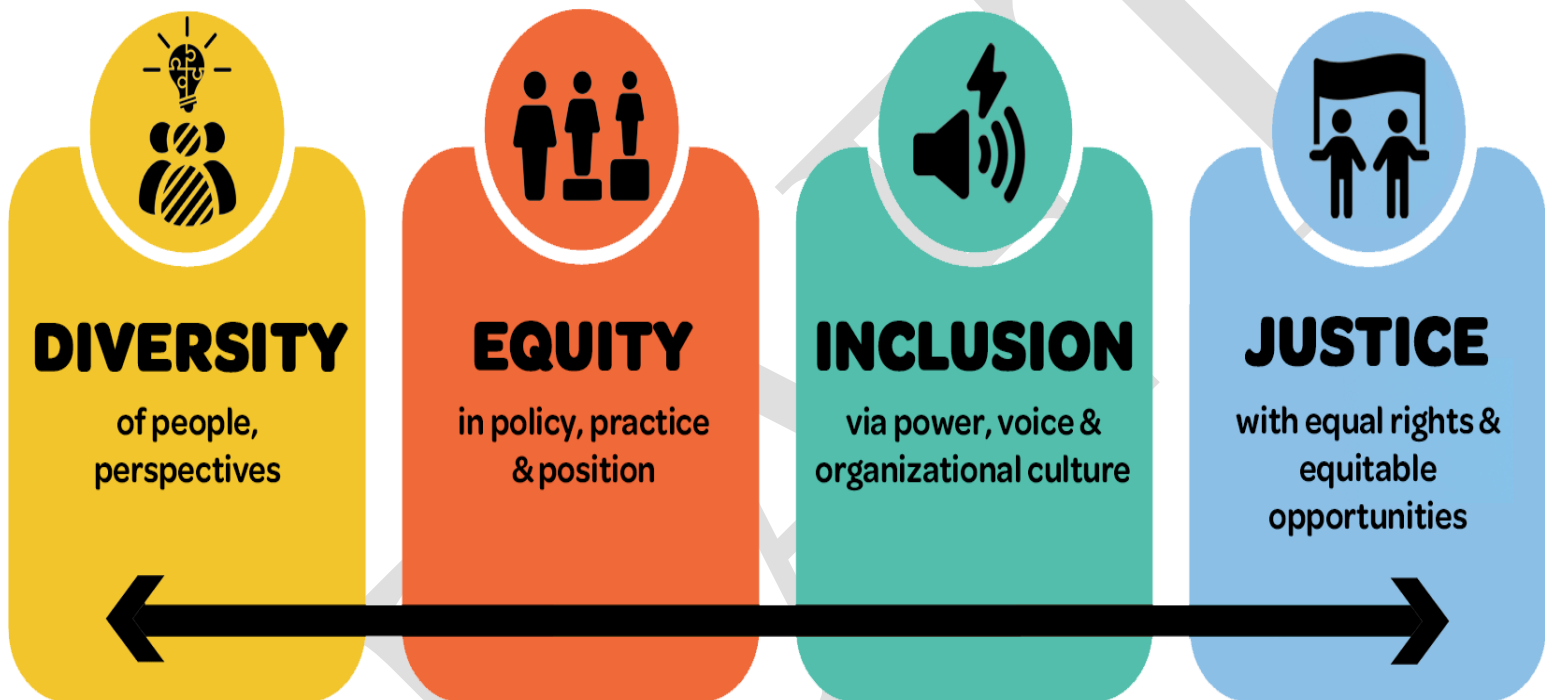 DIVERSITY
of people,
perspectives
EQUITY
in policy, practice
& position
INCLUSION
via power, voice &
organizational culture
JUSTICE
with equal rights &
equitable
opportunities